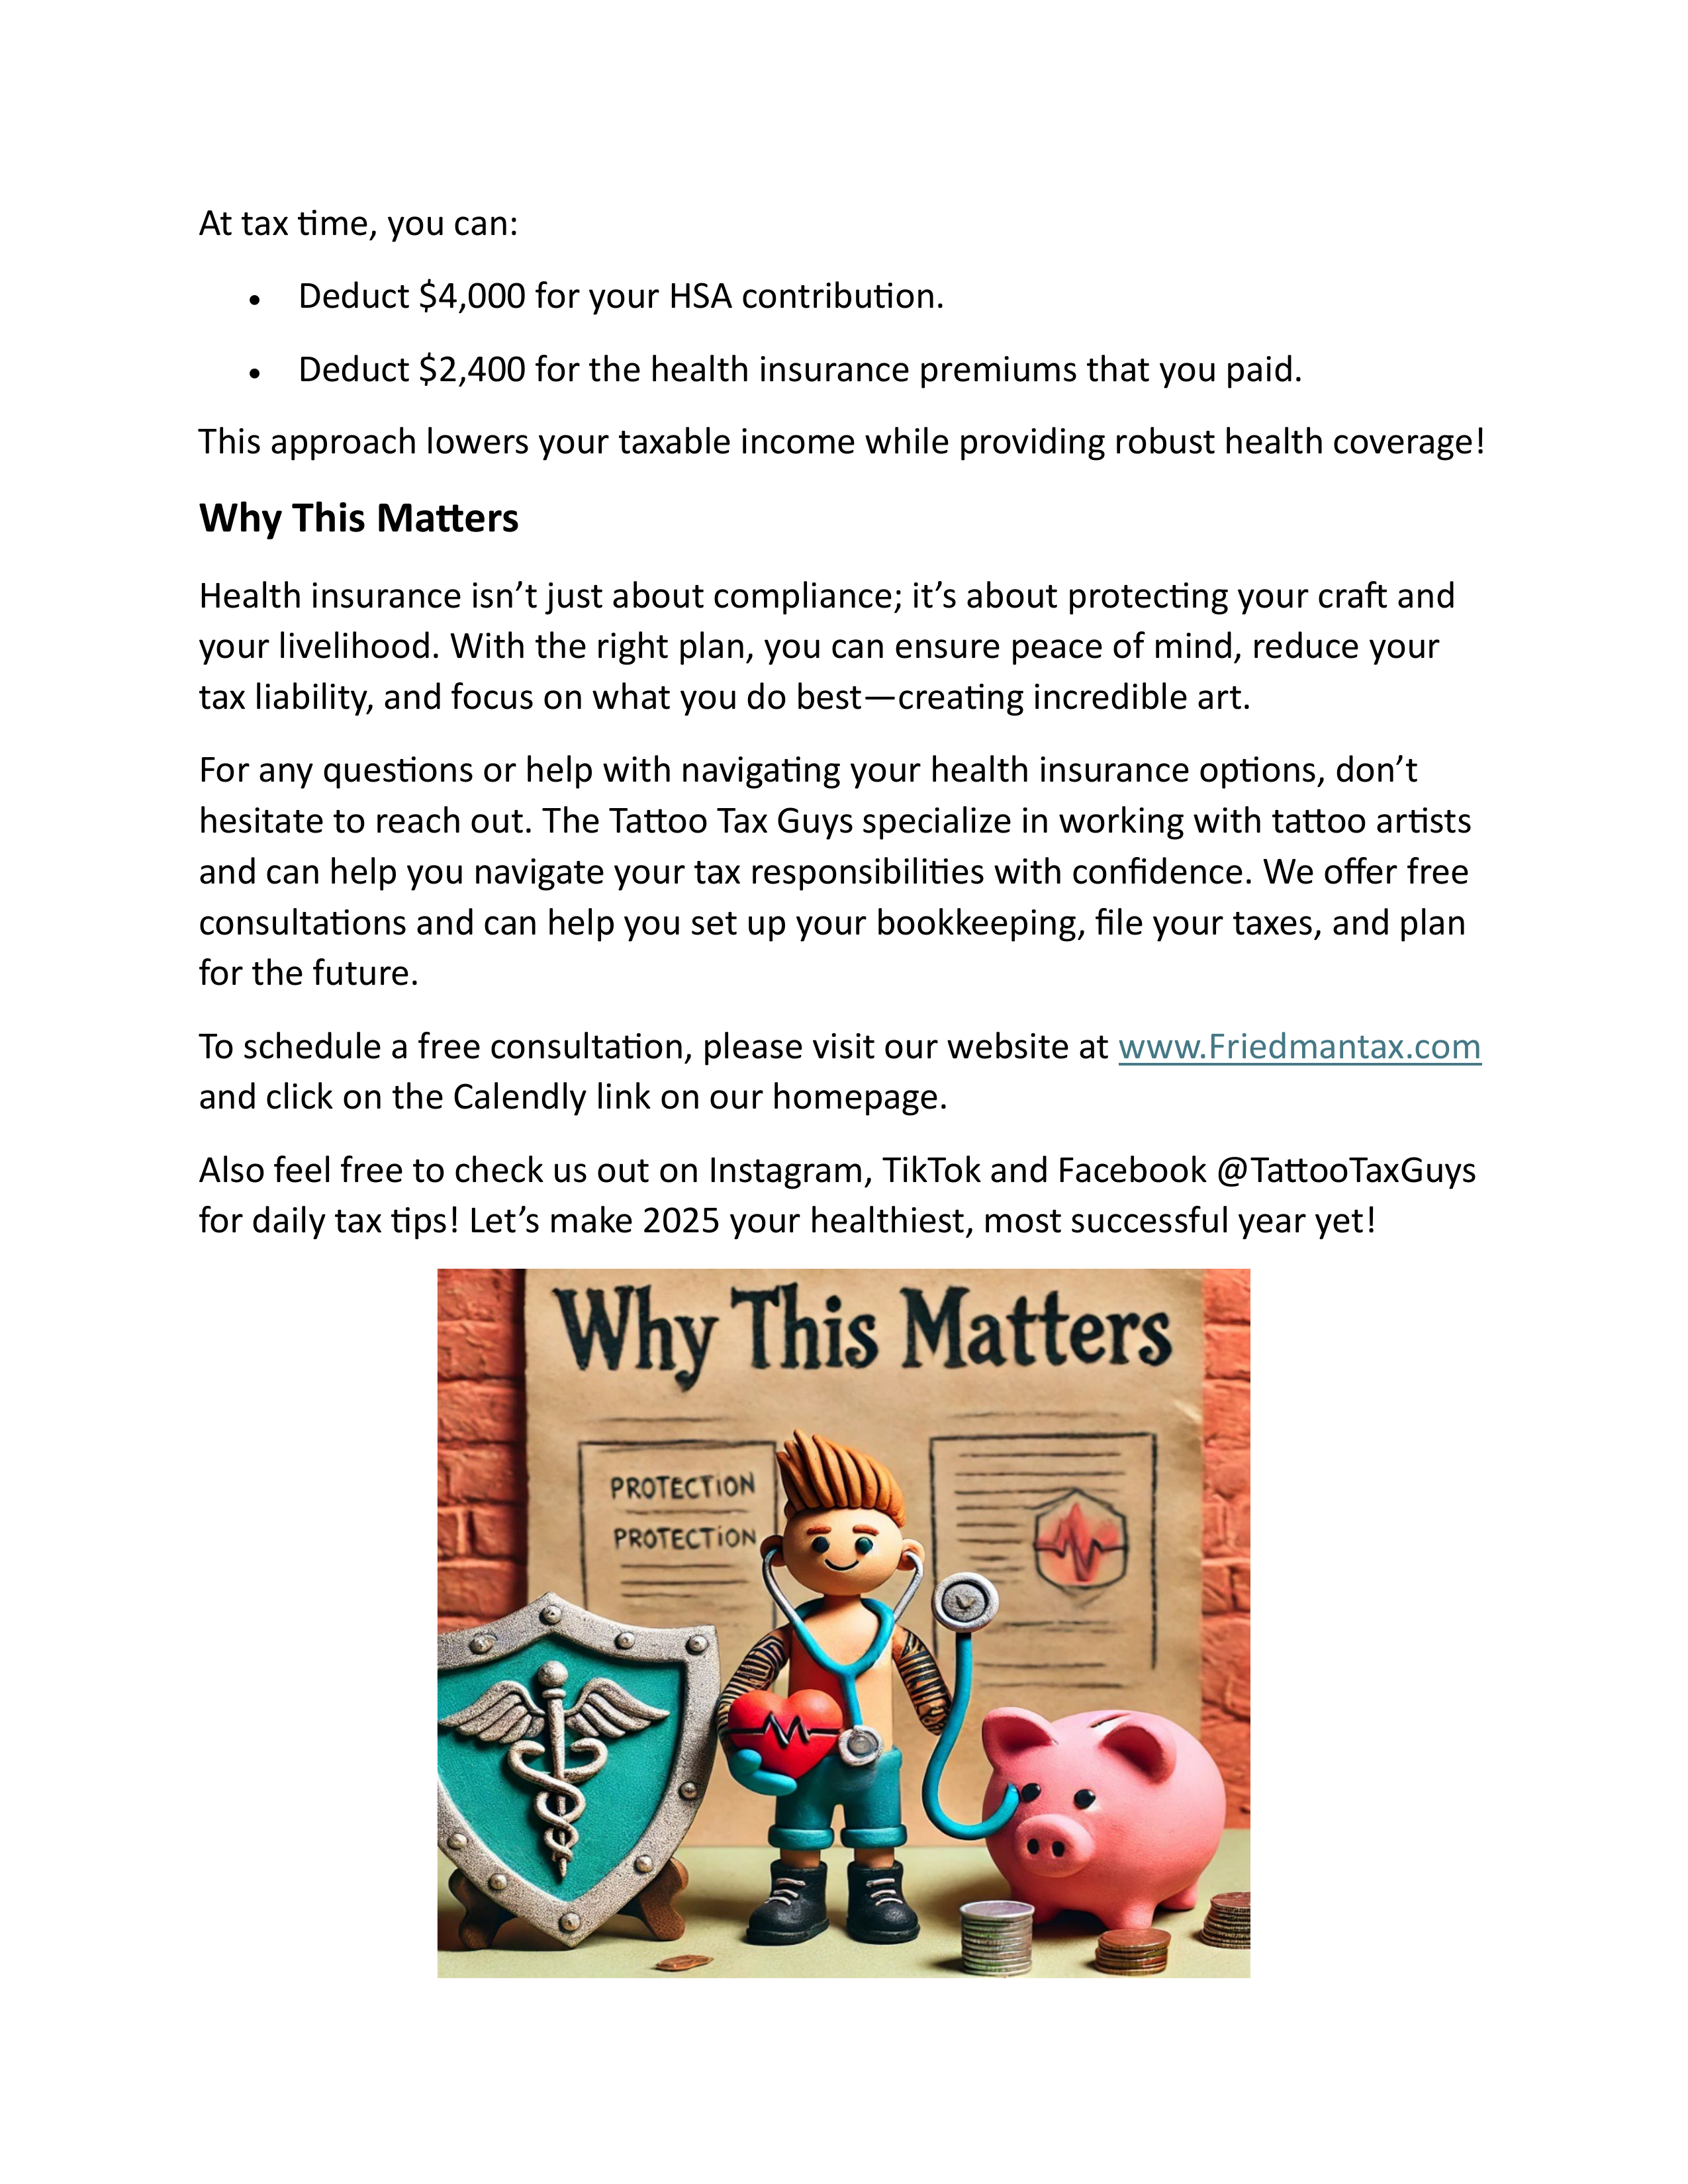 At tax time, you can:
• Deduct $4,000 for your HSA contribution.
• Deduct $2,400 for the health insurance premiums that you paid.
This approach lowers your taxable income while providing robust health coverage!
Why This Matters
Health insurance isn’t just about compliance; it’s about protecting your craft and
your livelihood. With the right plan, you can ensure peace of mind, reduce your
tax liability, and focus on what you do best—creating incredible art.
For any questions or help with navigating your health insurance options, don’t
hesitate to reach out. The Tattoo Tax Guys specialize in working with tattoo artists
and can help you navigate your tax responsibilities with confidence. We offer free
consultations and can help you set up your bookkeeping, file your taxes, and plan
for the future.
To schedule a free consultation, please visit our website at www.Friedmantax.com
and click on the Calendly link on our homepage.
Also feel free to check us out on Instagram, TikTok and Facebook @TattooTaxGuys
for daily tax tips! Let’s make 2025 your healthiest, most successful year yet!
Why This Matters
PROTECTION
PROTECTION